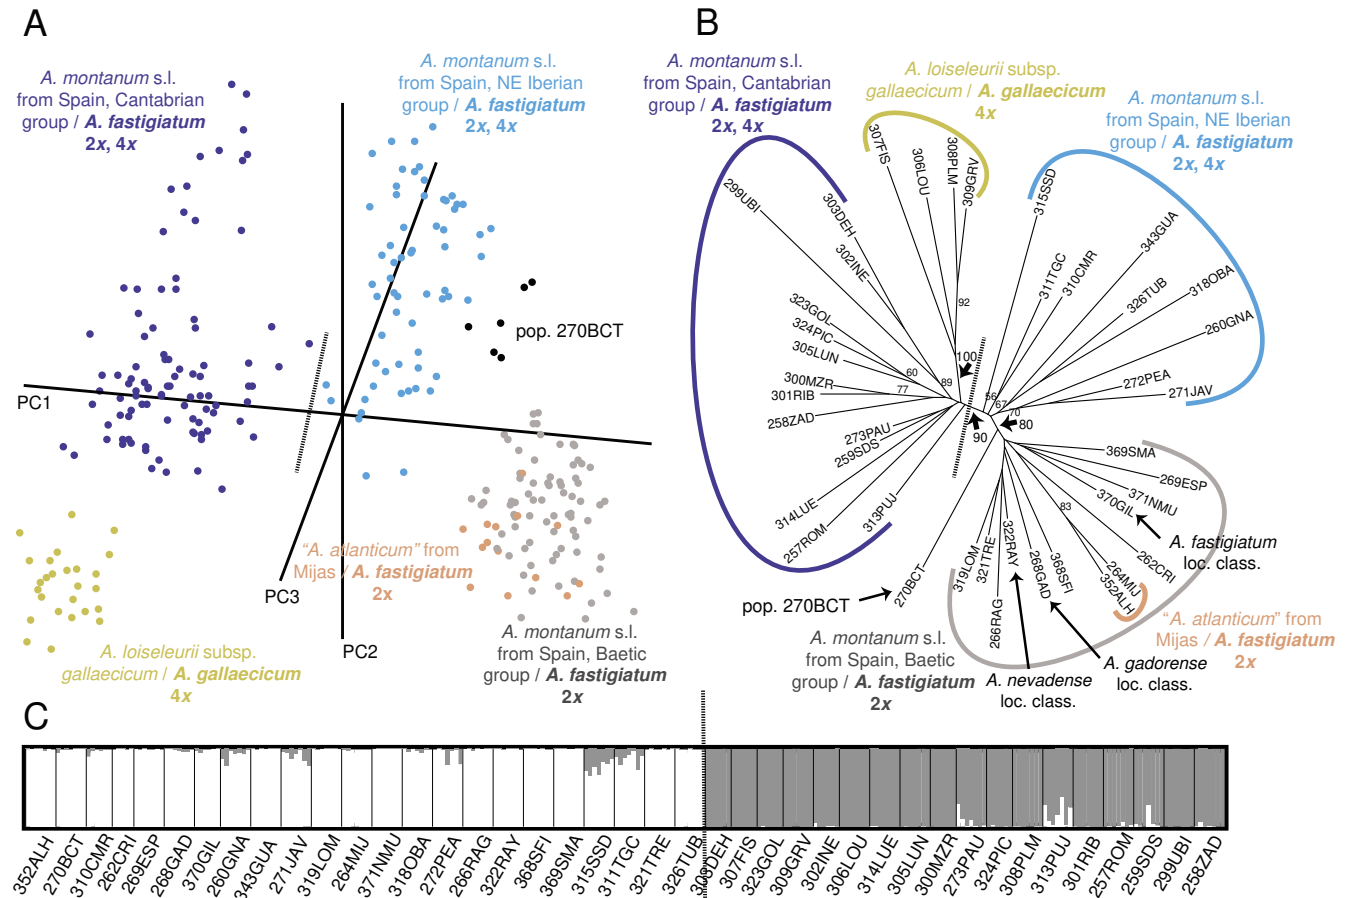 A
A. montanum s.l.
from Spain, Cantabrian
group / A. fastigiatum
2x, 4x
A. montanum s.l.
from Spain, NE Iberian
group / A. fastigiatum
2x, 4x
pop. 270BCT
PC1
PC3
PC2
“A. atlanticum” from
Mijas / A. fastigiatum
2x
A. loiseleurii subsp.
gallaecicum / A. gallaecicum
4x
A. montanum s.l.
from Spain, Baetic
group / A. fastigiatum
2x
B
A. montanum s.l.
from Spain, Cantabrian
group / A. fastigiatum
2x, 4x
A. loiseleurii subsp.
gallaecicum / A. gallaecicum
4x
A. montanum s.l.
from Spain, NE Iberian
group / A. fastigiatum
2x, 4x
299UBI
303DEH
302INE
323GOL
324PIC
305LUN
300MZR
301RIB
258ZAD
273PAU
259SDS
314LUE
257ROM
313PUJ
307FIS
306LOU
308PLM
309GRV
315SSD
311TGC
310CMR
343GUA
326TUB
318OBA
260GNA
272PEA
271JAV
92
100
60
89
77
56
67
70
80
90
83
369SMA
269ESP
371NMU
370GIL
262CRI
264MIJ
352ALH
368SFI
268GAD
322RAY
266RAG
321TRE
319LOM
270BCT
pop. 270BCT
A. fastigiatum
loc. class.
“A. atlanticum” from
Mijas / A. fastigiatum
2x
A. gadorense
loc. class.
A. nevadense
loc. class.
A. montanum s.l.
from Spain, Baetic
group / A. fastigiatum
2x
C
352ALH
270BCT
310CMR
262CRI
269ESP
268GAD
370GIL
260GNA
343GUA
271JAV
319LOM
264MIJ
371NMU
318OBA
272PEA
266RAG
322RAY
368SFI
369SMA
315SSD
311TGC
321TRE
326TUB
303DEH
307FIS
323GOL
309GRV
302INE
306LOU
314LUE
305LUN
300MZR
273PAU
324PIC
308PLM
313PUJ
301RIB
257ROM
259SDS
299UBI
258ZAD